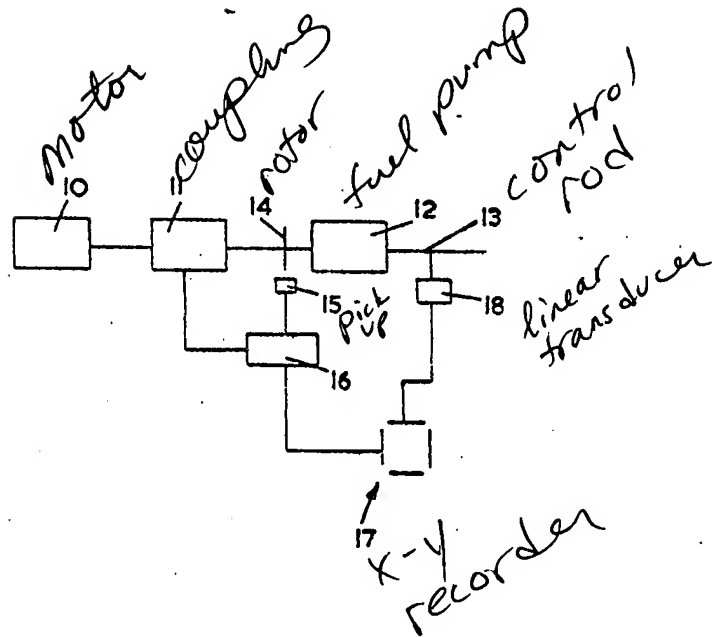 Motor
coupling
rotor
fuel pump
control
rod
10
11
14
12
13
15
pick
up
18
linear
transducer
16
17
x-y
recorder